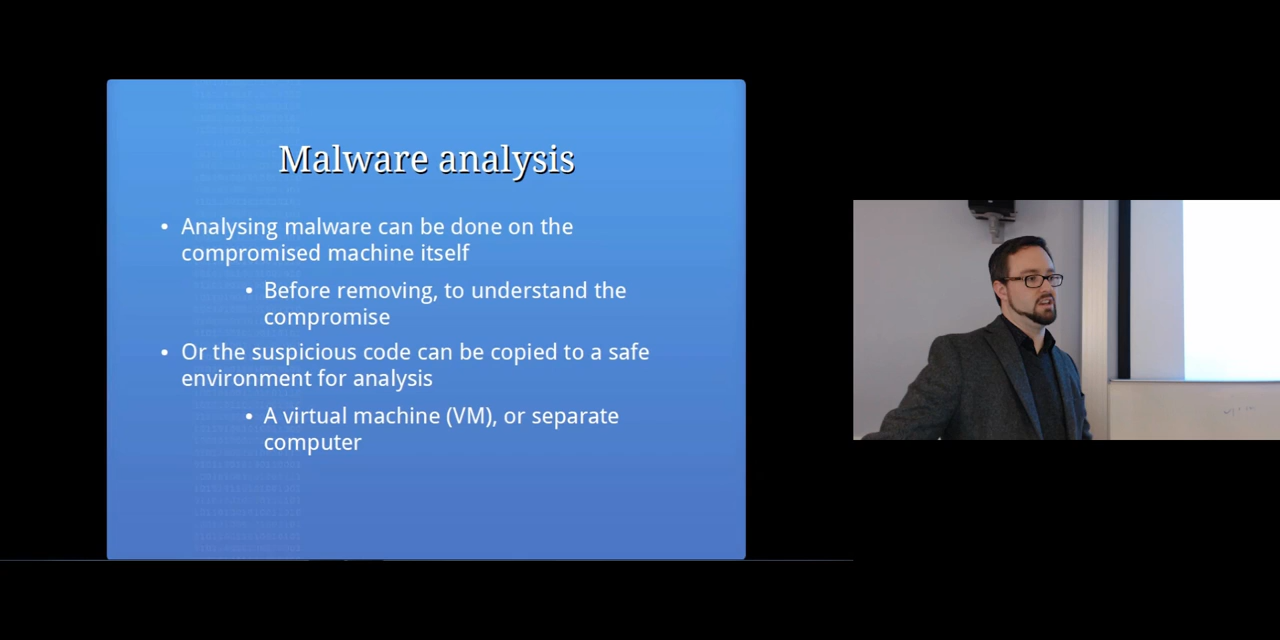 Malware analysis
• Analysing malware can be done on the
compromised machine itself
• Before removing, to understand the
compromise
• Or the suspicious code can be copied to a safe
environment for analysis
• A virtual machine (VM), or separate
computer